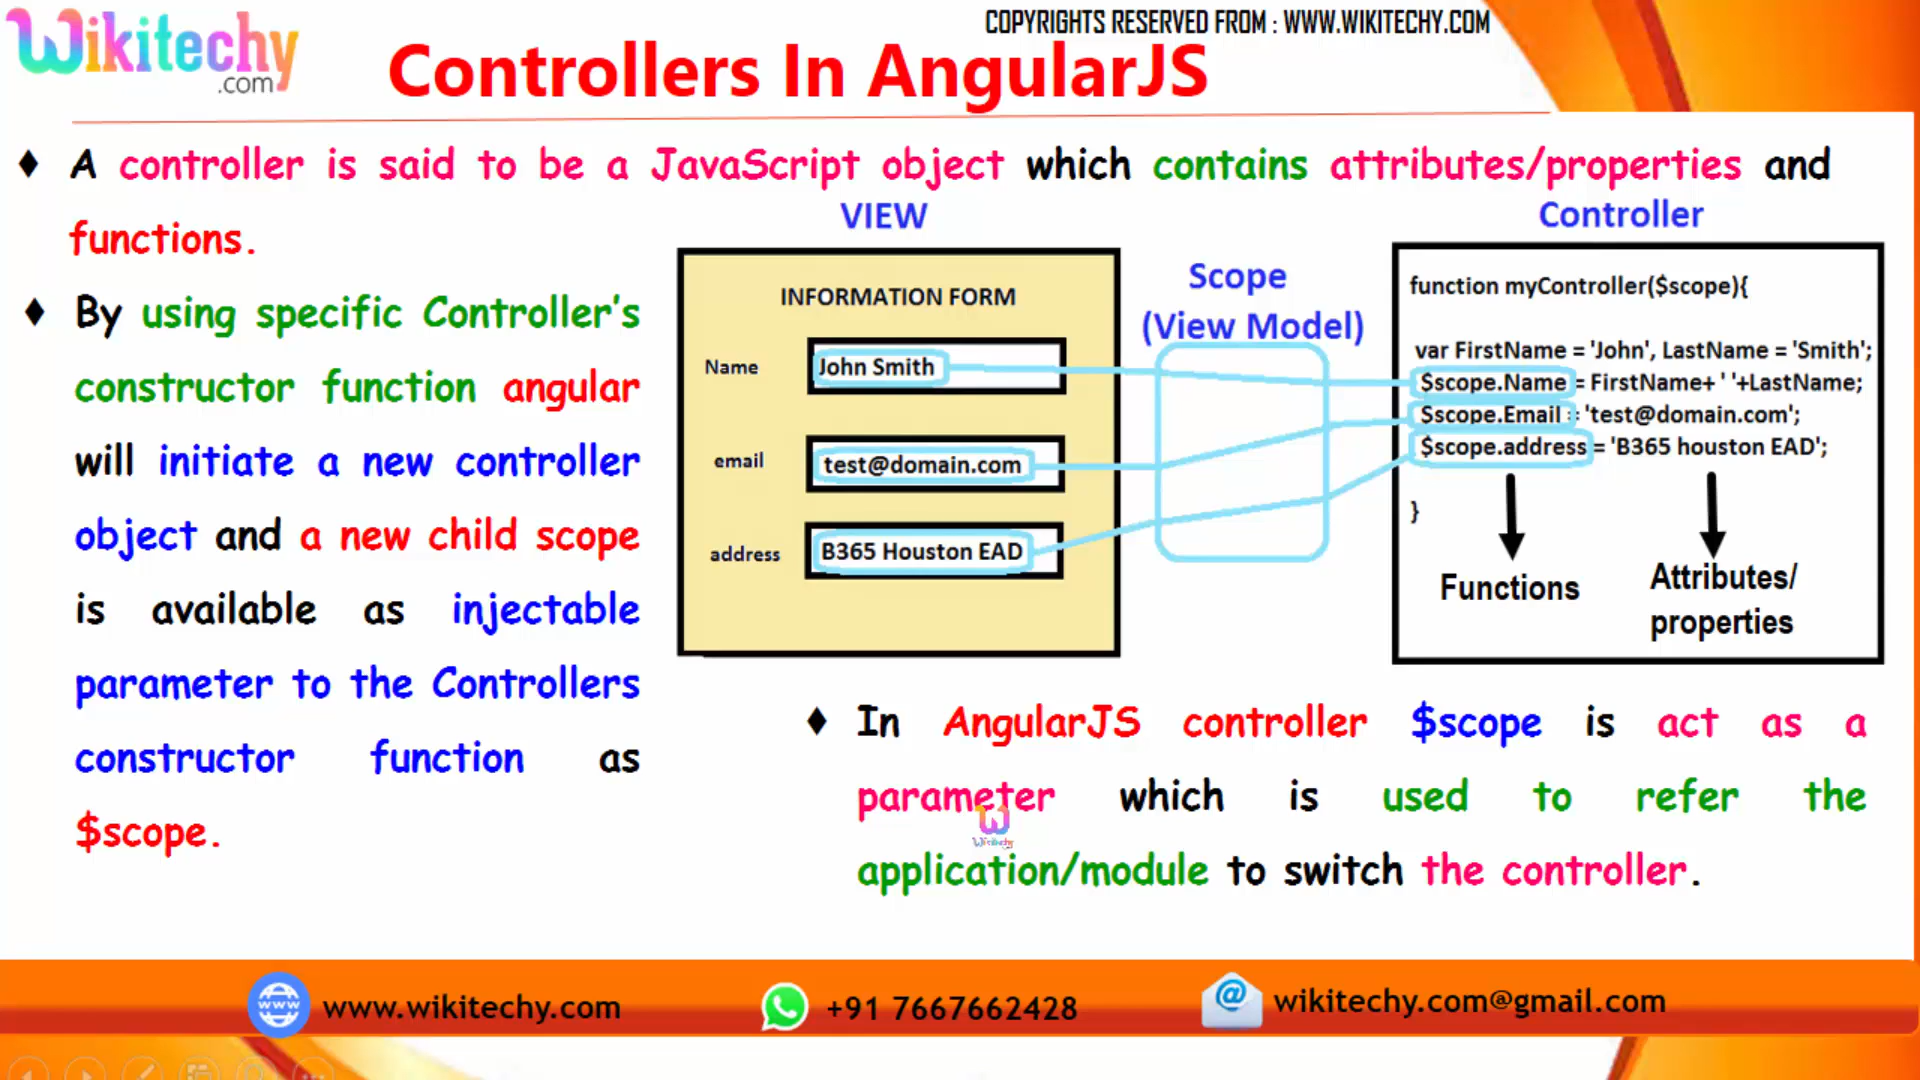 Wikitechy
.com
COPYRIGHTS RESERVED FROM : WWW.WIKITECHY.COM
Controllers In AngularJS
♦ A controller is said to be a JavaScript object which contains attributes/properties and
functions.
♦ By using specific Controller's
constructor function angular
will initiate a new controller
object and a new child scope
is available as injectable
parameter to the Controllers
constructor function as
$scope.
VIEW
INFORMATION FORM
Name John Smith
email test@domain.com
address B365 Houston EAD
Scope
(View Model)
Controller
function myController($scope){
var FirstName = 'John', LastName = 'Smith';
$scope.Name = FirstName+ ' '+LastName;
$scope.Email = 'test@domain.com';
$scope.address = 'B365 houston EAD';
}
Functions
Attributes/
properties
♦ In AngularJS controller $scope is act as a
parameter which is used to refer the
application/module to switch the controller.
W
Wikitechy
www
www.wikitechy.com
+91 7667662428
@
wikitechy.com@gmail.com